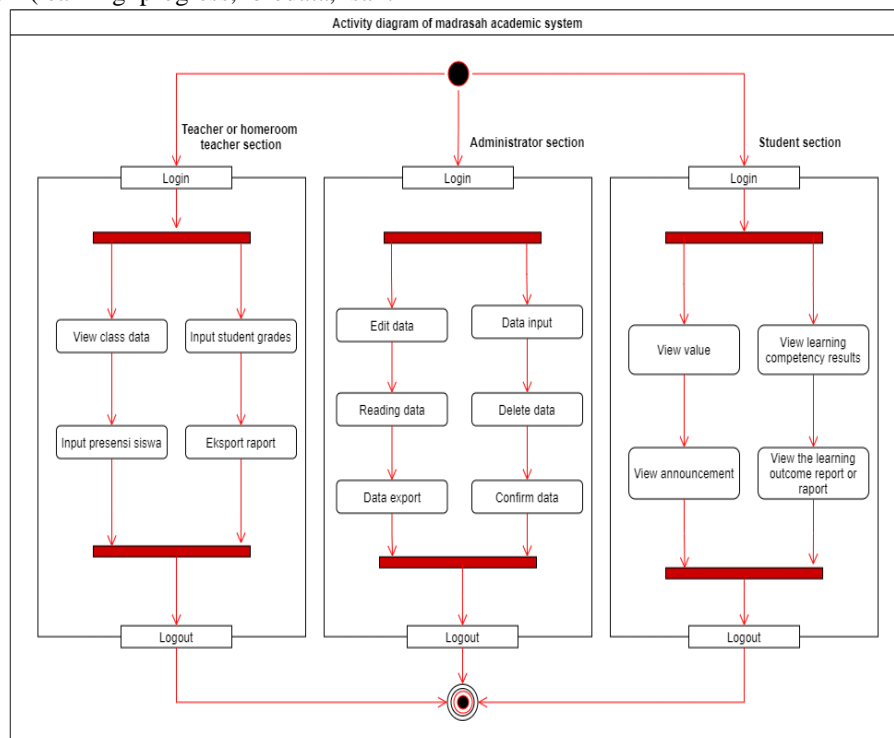 (learning progress,
Activity diagram of madrasah academic system
Teacher or homeroom
teacher section
Administrator section
Student section
Login
Login
Login
View class data
Input student grades
Input presensi siswa
Eksport raport
Edit data
Data input
Reading data
Delete data
Data export
Confirm data
View value
View learning
competency results
View announcement
View the learning
outcome report or
raport
Logout
Logout
Logout